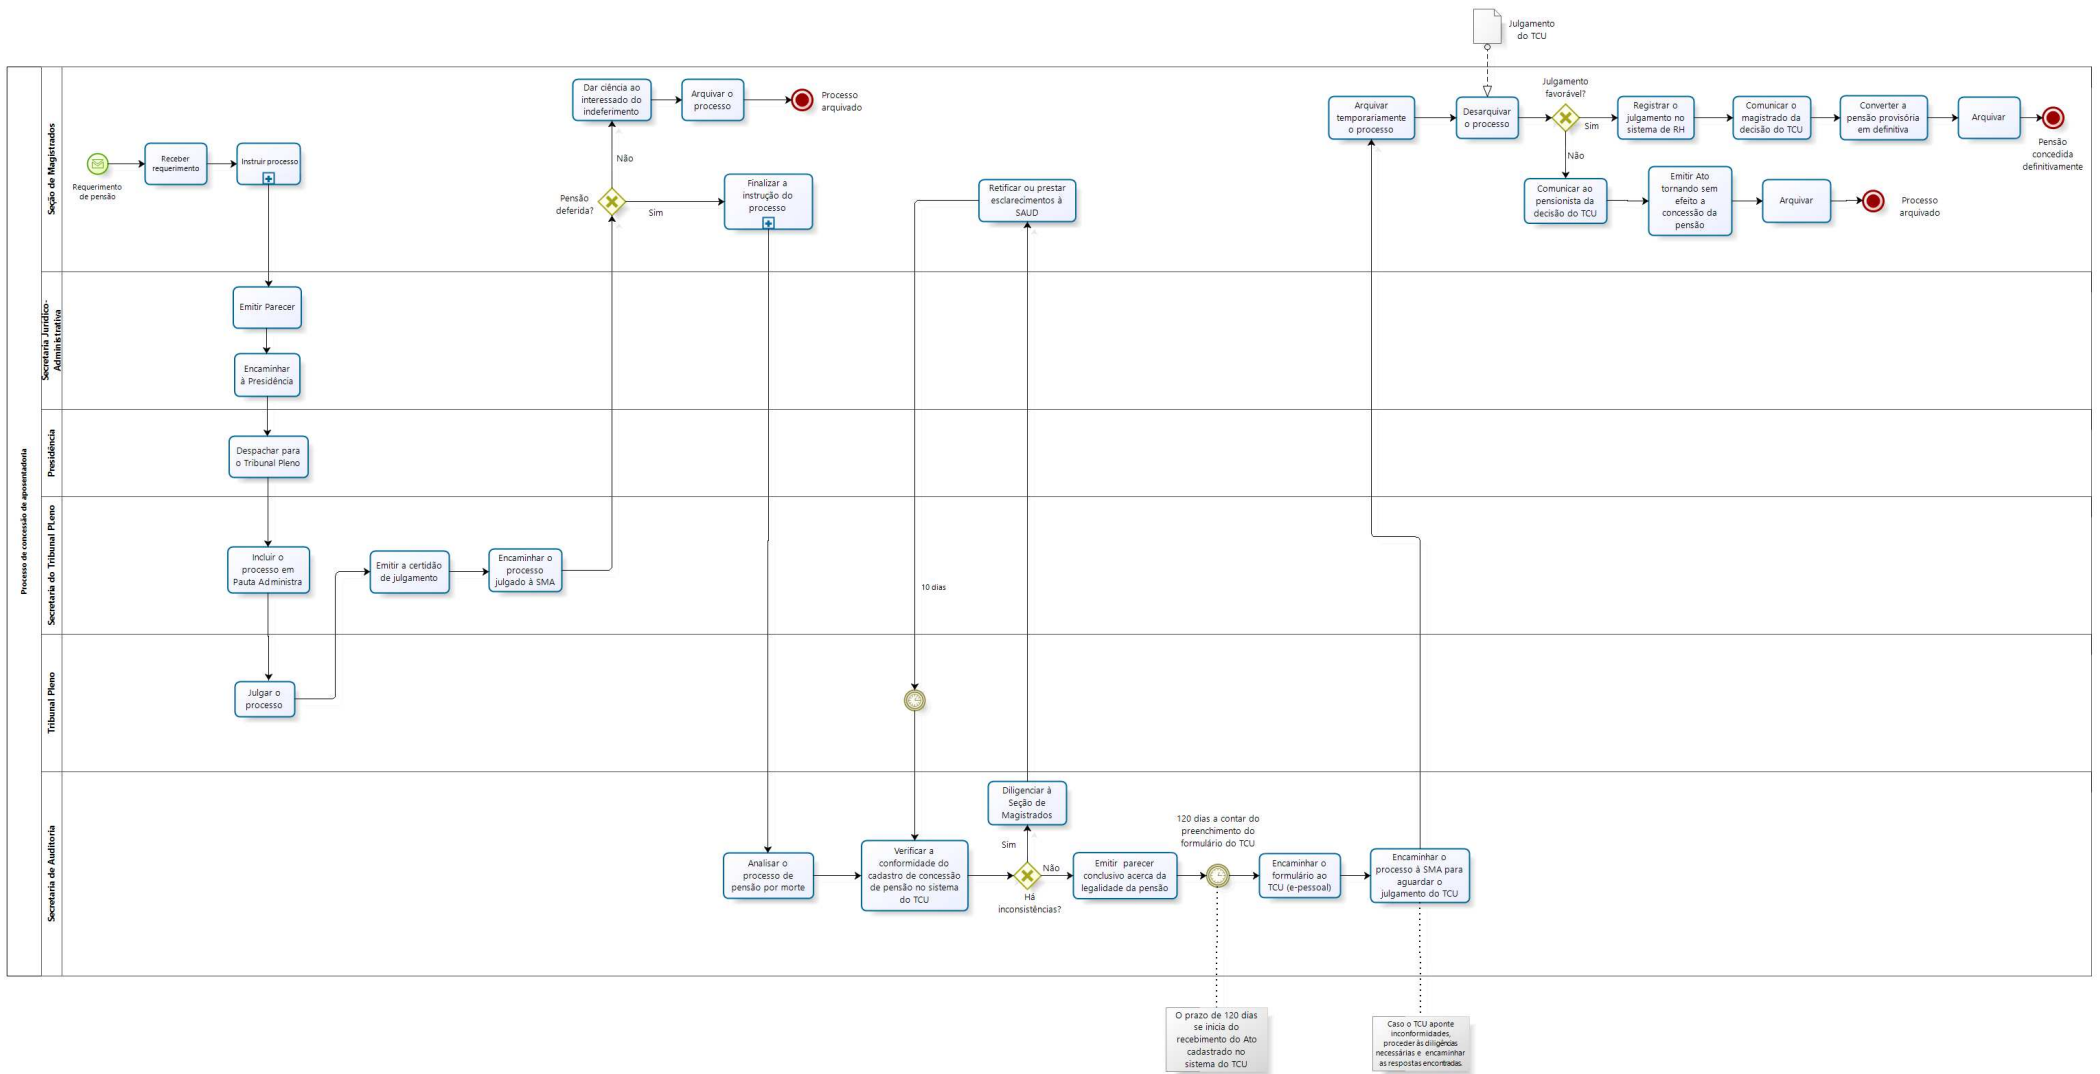 Julgamento
do TCU
Processo de concessão de aposentadoria
Seção de Magistrados
Requerimento
de pensão
Receber
requerimento
Instruir processo
Dar ciência ao
interessado do
indeferimento
Arquivar o
processo
Processo
arquivado
Não
Pensão
deferida?
Sim
Finalizar a
instrução do
processo
Retificar ou prestar
esclarecimentos à
SAUD
Arquivar
temporariamente
o processo
Desarquivar
o processo
Julgamento
favorável?
Sim
Não
Registrar o
julgamento no
sistema de RH
Comunicar o
magistrado da
decisão do TCU
Converter a
pensão provisória
em definitiva
Arquivar
Pensão
concedida
definitivamente
Comunicar ao
pensionista da
decisão do TCU
Emitir Ato
tornando sem
efeito a
concessão da
pensão
Arquivar
Processo
arquivado
Secretaria Jurídico-
Administrativa
Emitir Parecer
Encaminhar
à Presidência
Presidência
Despachar para
o Tribunal Pleno
Secretaria do Tribunal PLeno
Incluir o
processo em
Pauta Administra
Emitir a certidão
de julgamento
Encaminhar o
processo
julgado à SMA
10 dias
Tribunal Pleno
Julgar o
processo
Secretaria de Auditoria
Analisar o
processo de
pensão por morte
Verificar a
conformidade do
cadastro de concessão
de pensão no sistema
do TCU
Diligenciar à
Seção de
Magistrados
Sim
Não
Há
inconsistências?
Emitir parecer
conclusivo acerca da
legalidade da pensão
120 dias a contar do
preenchimento do
formulário do TCU
Encaminhar o
formulário ao
TCU (e-pessoal)
Encaminhar o
processo à SMA para
aguardar o
julgamento do TCU
O prazo de 120 dias
se inicia do
recebimento do Ato
cadastrado no
sistema do TCU
Caso o TCU aponte
inconformidades,
proceder às diligências
necessárias e encaminhar
as respostas encontradas.